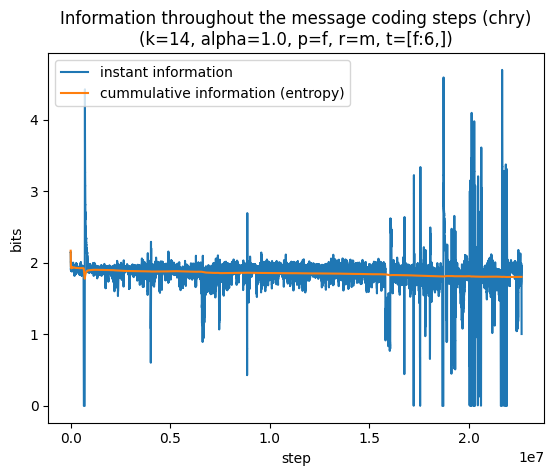 Information throughout the message coding steps (chry)
(k=14, alpha=1.0, p=f, r=m, t=[f:6,])
instant information
cummulative information (entropy)
4
3
2
1
0
bits
0.0 0.5 1.0 1.5 2.0
1e7
step